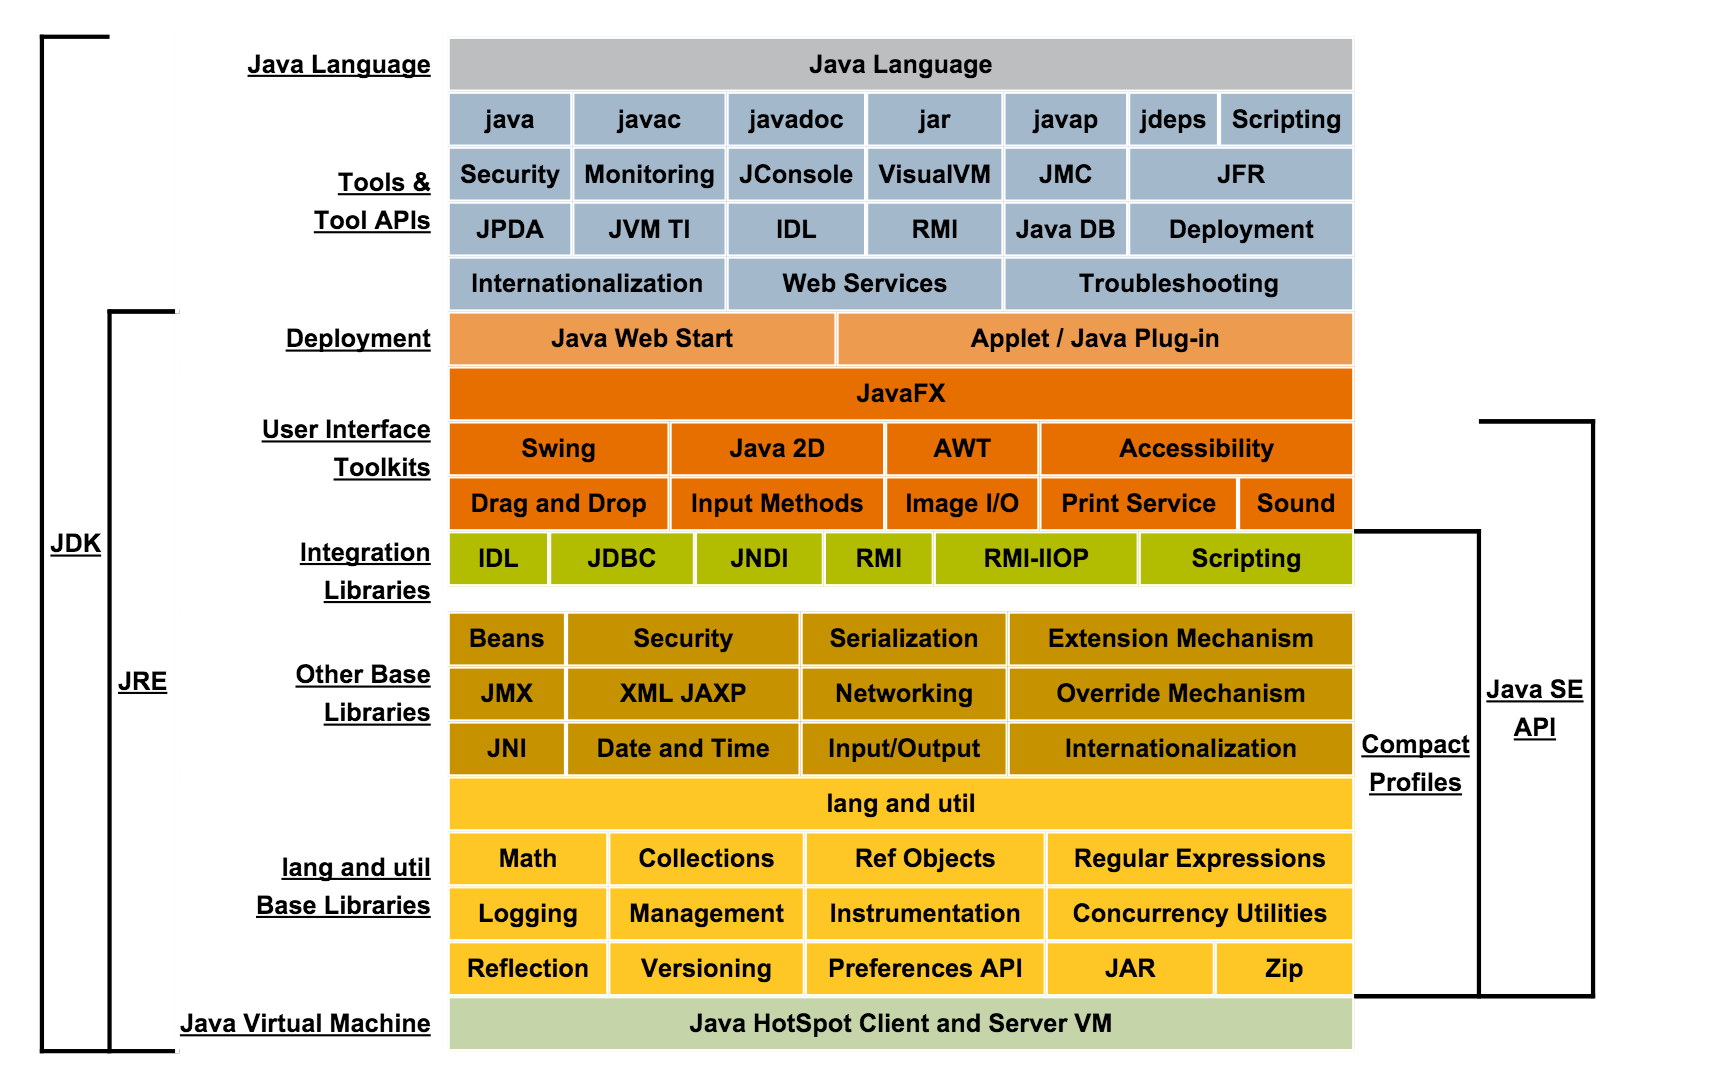 Java Language Java Language
java javac javadoc jar javap jdeps Scripting
Tools & Security Monitoring JConsole VisualVM JMC JFR
Tool APIs JPDA JVM TI IDL RMI Java DB Deployment
Internationalization Web Services Troubleshooting
Deployment Java Web Start Applet / Java Plug-in
JavaFX
User Interface Swing Java 2D AWT Accessibility
Toolkits
Drag and Drop Input Methods Image I/O Print Service Sound
JDK
Integration IDL JDBC JNDI RMI RMI-IIOP Scripting
Libraries
Beans Security Serialization Extension Mechanism
JRE
Other Base JMX XML JAXP Networking Override Mechanism Java SE
Libraries API
JNI Date and Time Input/Output Internationalization Compact
Profiles
lang and util
Math Collections Ref Objects Regular Expressions
lang and util
Base Libraries Logging Management Instrumentation Concurrency Utilities
Reflection Versioning Preferences API JAR Zip
Java Virtual Machine Java HotSpot Client and Server VM